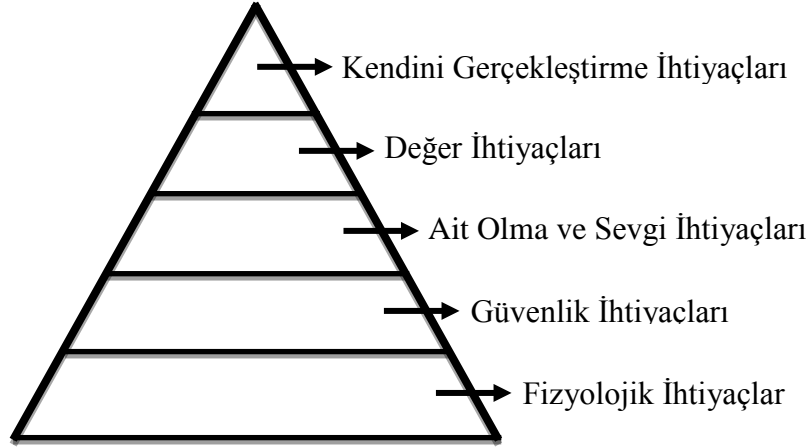 Kendini Gerçekleştirme İhtiyaçları
Değer İhtiyaçları
Ait Olma ve Sevgi İhtiyaçları
Güvenlik İhtiyaçları
Fizyolojik İhtiyaçlar